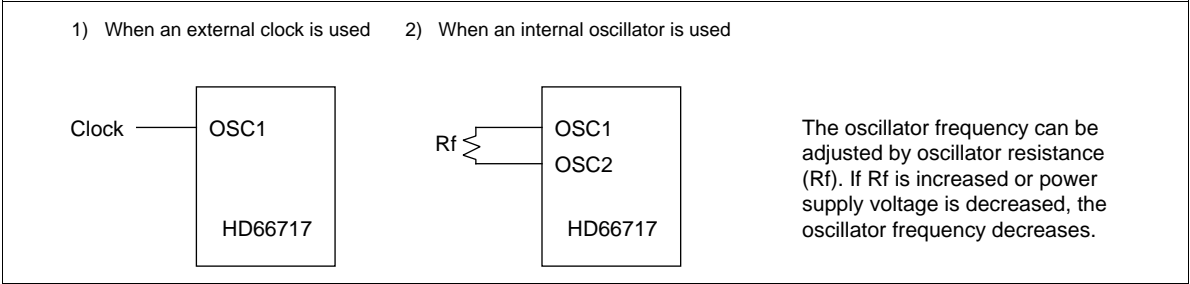 1) When an external clock is used
2) When an internal oscillator is used
Clock
OSC1
HD66717
Rf
OSC1
OSC2
HD66717
The oscillator frequency can be
adjusted by oscillator resistance
(Rf). If Rf is increased or power
supply voltage is decreased, the
oscillator frequency decreases.